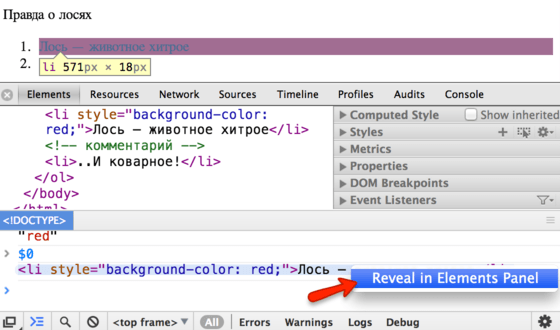 Правда о лосях
1. Лось — животное хитрое
2.
li 571px × 18px
Elements Resources Network Sources Timeline Profiles Audits Console
<li style="background-color:
red;">Лось — животное хитрое</li>
<!-- комментарий -->
<li>..И коварное!</li>
</ol>
</body>
</html>
Computed Style Show inherited
Styles
Metrics
Properties
DOM Breakpoints
Event Listeners
<!DOCTYPE>
"red"
> $0
<li style="background-color: red;">Лось —
Reveal in Elements Panel
>
<top frame> All Errors Warnings Logs Debug